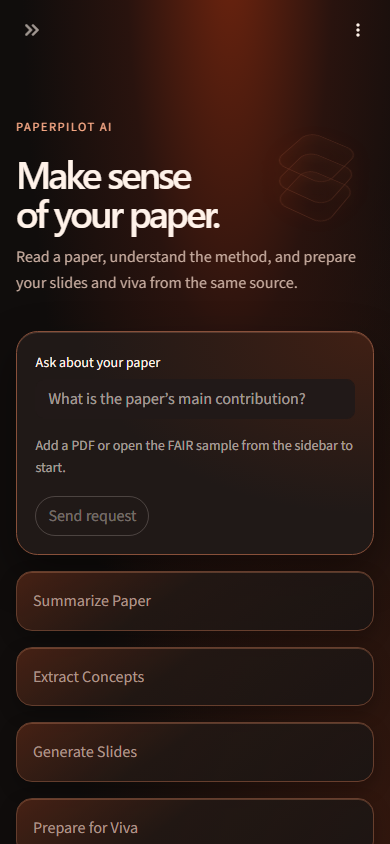 PAPERPILOT AI
Make sense
of your paper.
Read a paper, understand the method, and prepare
your slides and viva from the same source.
Ask about your paper
What is the paper’s main contribution?
Add a PDF or open the FAIR sample from the sidebar to
start.
Send request
Summarize Paper
Extract Concepts
Generate Slides
Prepare for Viva